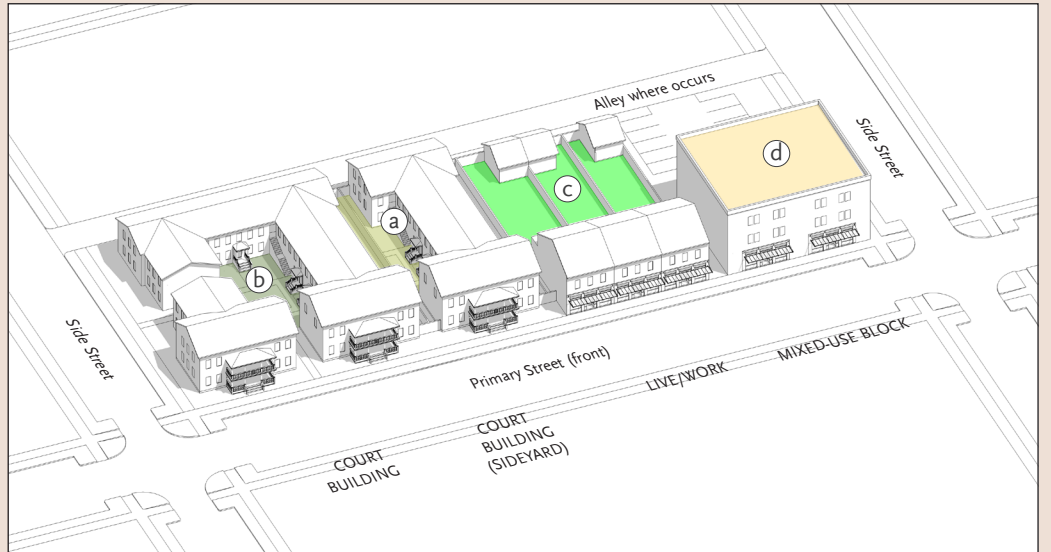 Alley where occurs
Side Street
d
c
a
b
Side Street
Primary Street (front)
MIXED-USE BLOCK
LIVE/WORK
COURT
BUILDING
(SIDEYARD)
COURT
BUILDING